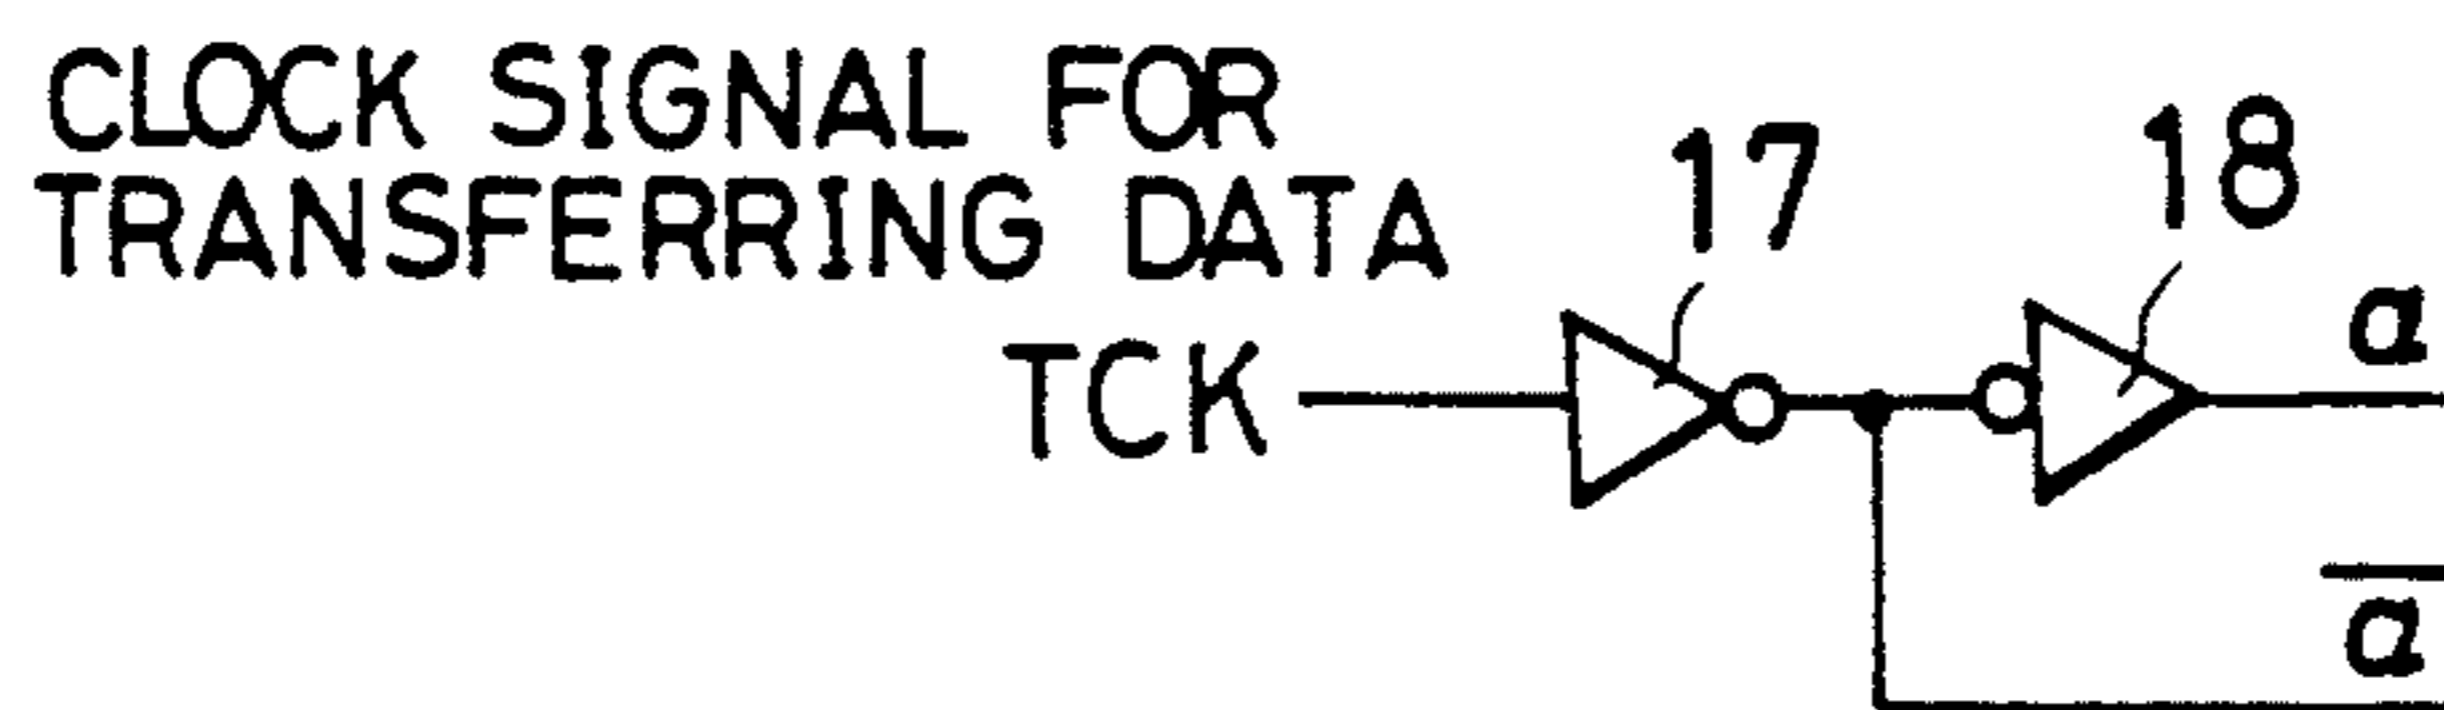 CLOCK SIGNAL FOR
TRANSFERRING DATA
17
18
TCK
a
a̅